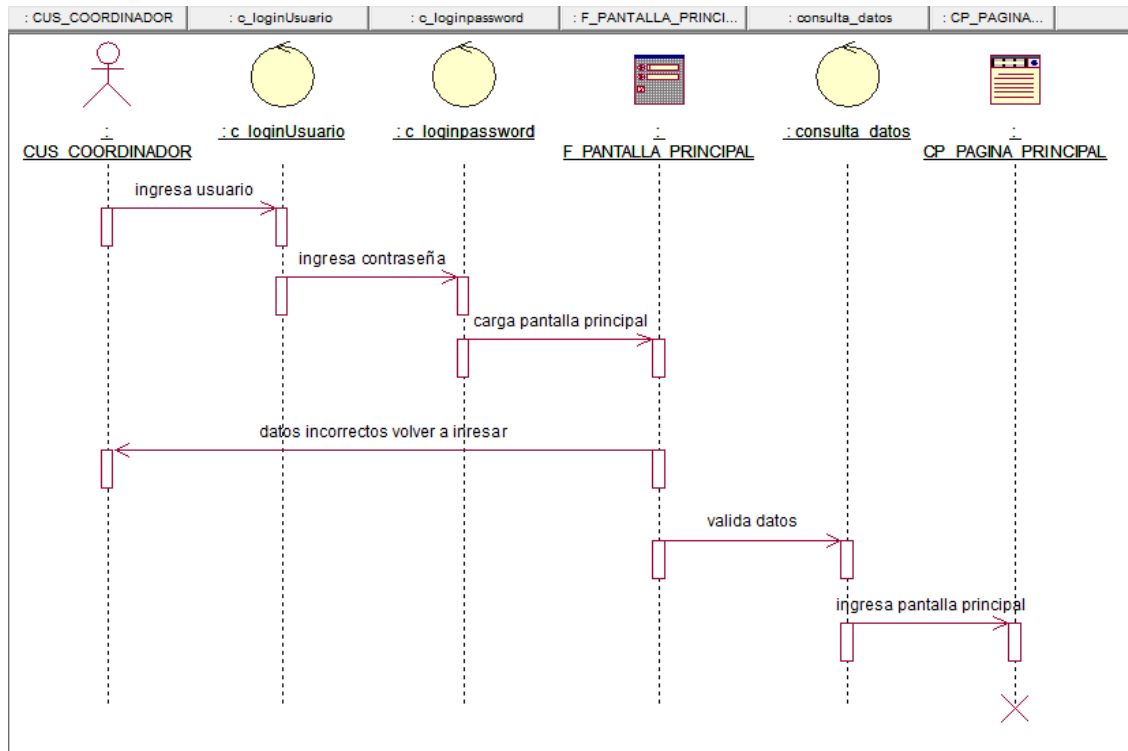 : CUS_COORDINADOR
: c_loginUsuario
: c_loginpassword
: F_PANTALLA_PRINCI...
: consulta_datos
: CP_PAGINA...
:
CUS_COORDINADOR
: c_loginUsuario
: c_loginpassword
:
F_PANTALLA_PRINCIPAL
: consulta_datos
:
CP_PAGINA_PRINCIPAL
ingresa usuario
ingresa contraseña
carga pantalla principal
datos incorrectos volver a inresar
valida datos
ingresa pantalla principal